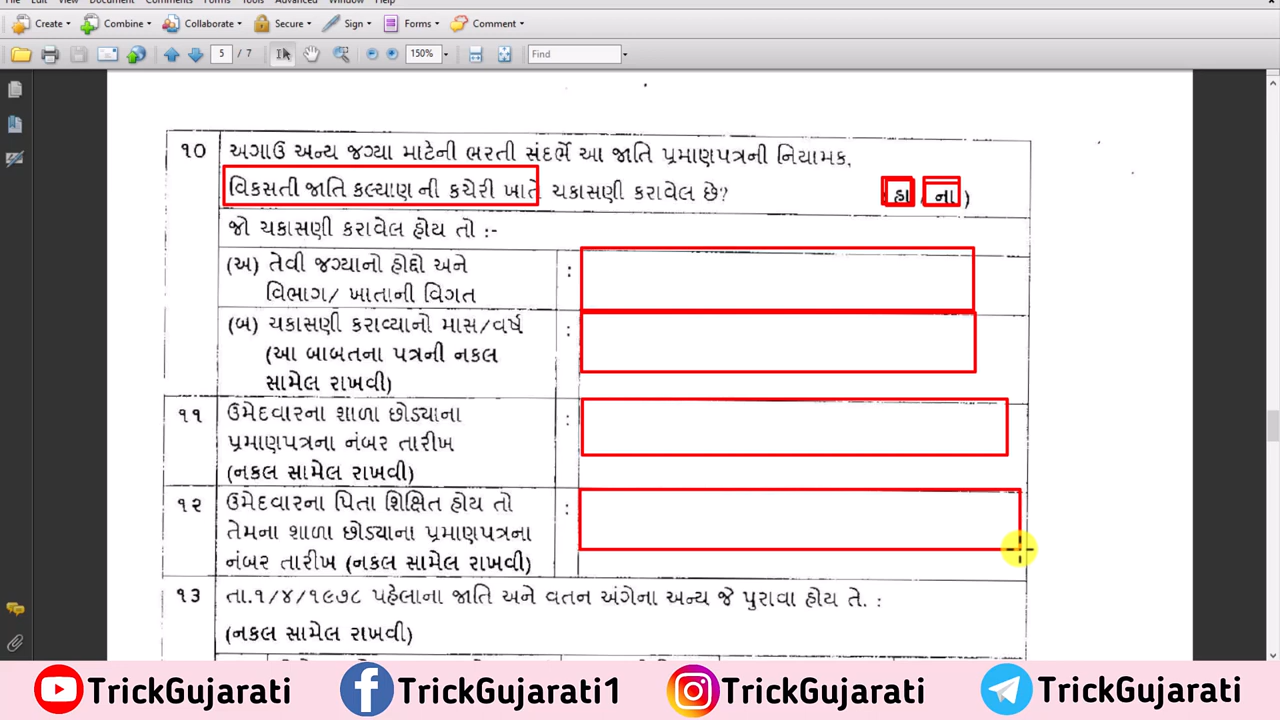 File Edit View Document Comments Forms Tools Advanced Window Help
Create Combine Collaborate Secure Sign Forms Comment
5 / 7 150% Find
૧૦ અગાઉ અન્ય જગ્યા માટેની ભરતી સંદર્ભે આ જાતિ પ્રમાણપત્રની નિયામક,
વિકસતી જાતિ કલ્યાણ ની કચેરી ખાતે ચકાસણી કરાવેલ છે? હા / ના )
જો ચકાસણી કરાવેલ હોય તો :-
(અ) તેવી જગ્યાનો હોદ્દો અને :
વિભાગ/ ખાતાની વિગત
(બ) ચકાસણી કરાવ્યાનો માસ/વર્ષ :
(આ બાબતના પત્રની નકલ
સામેલ રાખવી)
૧૧ ઉમેદવારના શાળા છોડ્યાના :
પ્રમાણપત્રના નંબર તારીખ
(નકલ સામેલ રાખવી)
૧૨ ઉમેદવારના પિતા શિક્ષિત હોય તો :
તેમના શાળા છોડ્યાના પ્રમાણપત્રના
નંબર તારીખ (નકલ સામેલ રાખવી)
૧૩ તા.૧/૪/૧૯૭૮ પહેલાના જાતિ અને વતન અંગેના અન્ય જે પુરાવા હોય તે. :
(નકલ સામેલ રાખવી)
TrickGujarati TrickGujarati1 TrickGujarati TrickGujarati